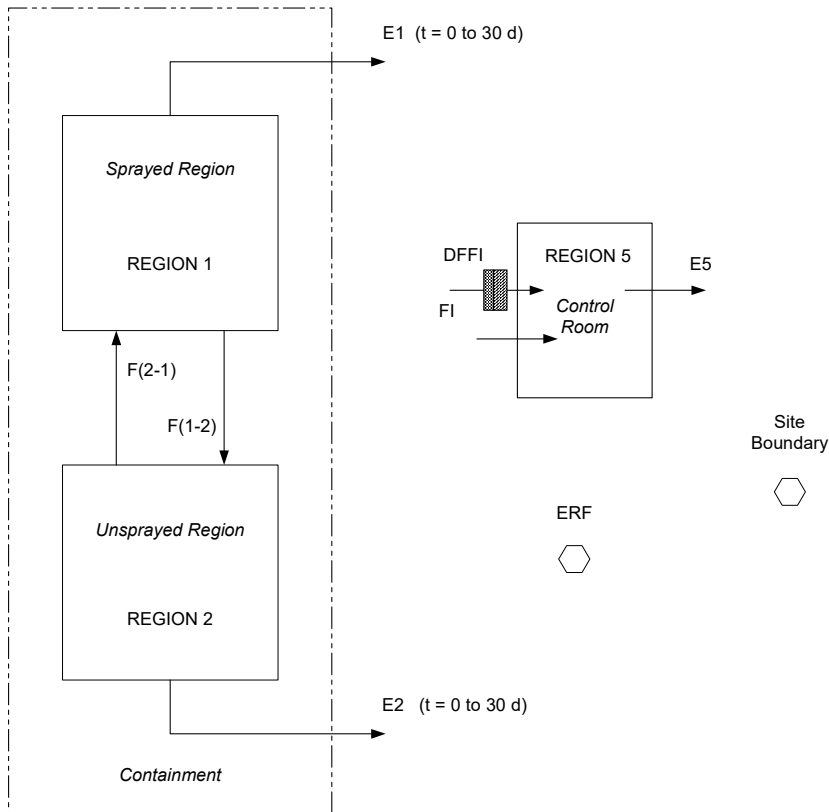 E1 (t = 0 to 30 d)
Sprayed Region
REGION 1
DFFI
REGION 5
E5
FI
Control
Room
F(2-1)
F(1-2)
Site
Boundary
ERF
Unsprayed Region
REGION 2
E2 (t = 0 to 30 d)
Containment